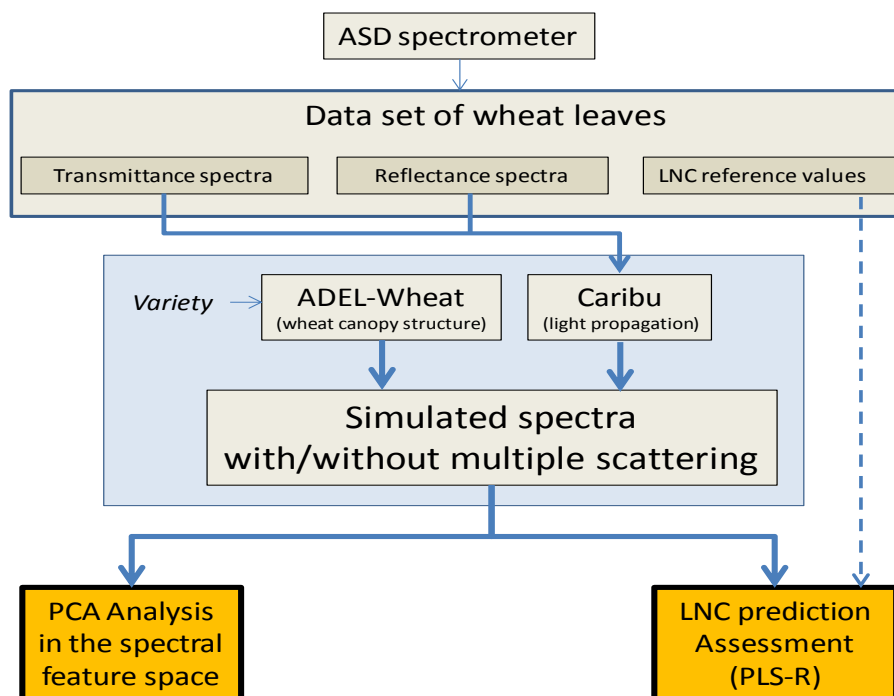 ASD spectrometer
Data set of wheat leaves
Transmittance spectra
Reflectance spectra
LNC reference values
Variety
ADEL-Wheat
(wheat canopy structure)
Caribu
(light propagation)
Simulated spectra
with/without multiple scattering
PCA Analysis
in the spectral
feature space
LNC prediction
Assessment
(PLS-R)